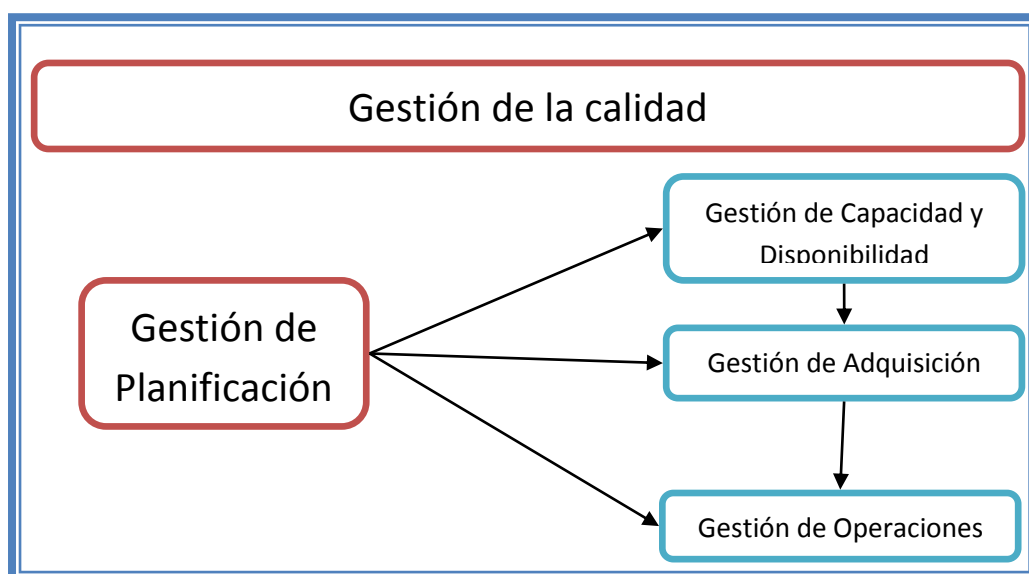 Gestión de la calidad
Gestión de Capacidad y
Disponibilidad
Gestión de
Planificación
Gestión de Adquisición
Gestión de Operaciones